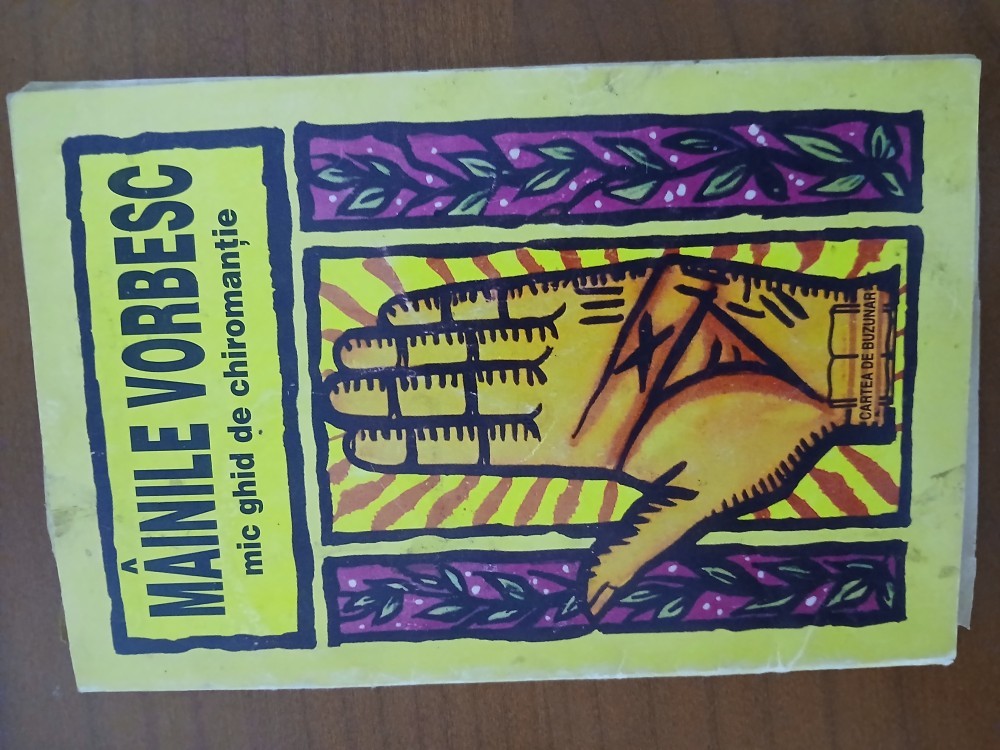 MÂINILE VORBESC
mic ghid de chiromanție
CARTEA DE BUZUNAR